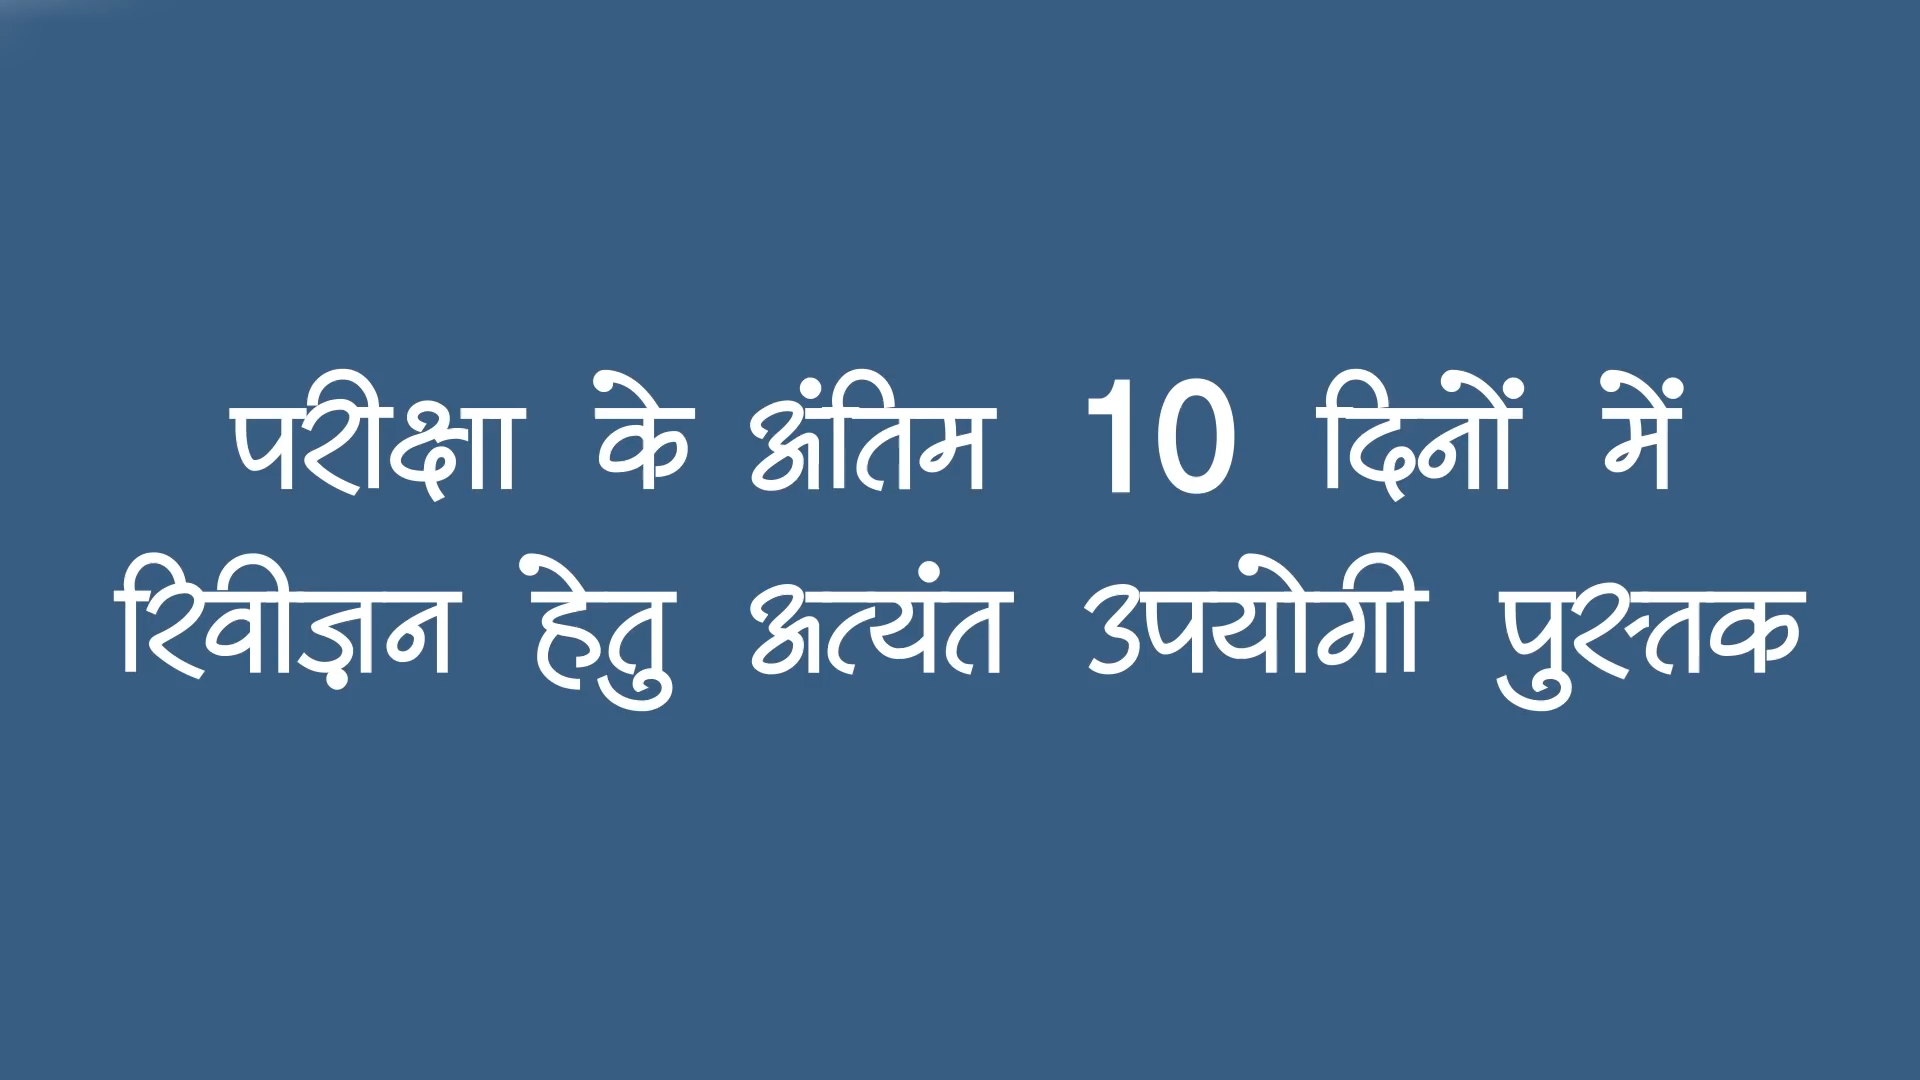 परीक्षा के अंतिम 10 दिनों में
रिवीज़न हेतु अत्यंत उपयोगी पुस्तक